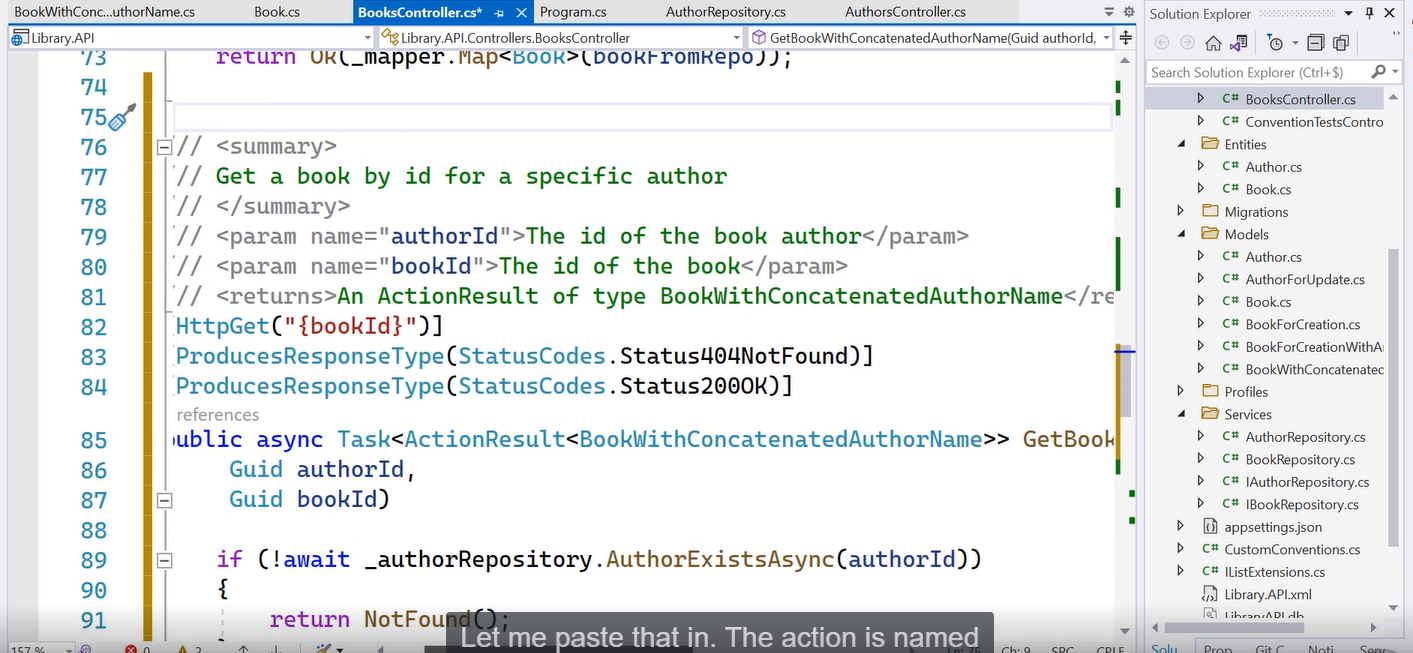 BookWithConc...uthorName.cs Book.cs BooksController.cs* Program.cs AuthorRepository.cs AuthorsController.cs
Library.API Library.API.Controllers.BooksController GetBookWithConcatenatedAuthorName(Guid authorId,
73 return Ok(_mapper.Map<Book>(bookFromRepo));
74
75
76 // <summary>
77 // Get a book by id for a specific author
78 // </summary>
79 // <param name="authorId">The id of the book author</param>
80 // <param name="bookId">The id of the book</param>
81 // <returns>An ActionResult of type BookWithConcatenatedAuthorName</re
82 HttpGet("{bookId}")]
83 ProducesResponseType(StatusCodes.Status404NotFound)]
84 ProducesResponseType(StatusCodes.Status200OK)]
references
85 public async Task<ActionResult<BookWithConcatenatedAuthorName>> GetBook
86 Guid authorId,
87 Guid bookId)
88
89 if (!await _authorRepository.AuthorExistsAsync(authorId))
90 {
91 return NotFound();
Let me paste that in. The action is named
157 % 0 2 Ln: 75 Ch: 9 SPC CRLF
Solution Explorer
Search Solution Explorer (Ctrl+$)
C# BooksController.cs
C# ConventionTestsContro
Entities
C# Author.cs
C# Book.cs
Migrations
Models
C# Author.cs
C# AuthorForUpdate.cs
C# Book.cs
C# BookForCreation.cs
C# BookForCreationWithA
C# BookWithConcatenatec
Profiles
Services
C# AuthorRepository.cs
C# BookRepository.cs
C# IAuthorRepository.cs
C# IBookRepository.cs
appsettings.json
C# CustomConventions.cs
C# IListExtensions.cs
Library.API.xml
LibraryAPI.db
Solu... Prop... Git C... Noti... Serv...